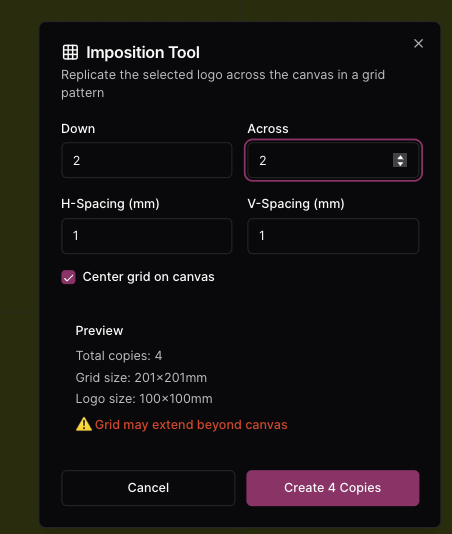 Imposition Tool
Replicate the selected logo across the canvas in a grid
pattern
Down
Across
2
2
H-Spacing (mm)
V-Spacing (mm)
1
1
Center grid on canvas
Preview
Total copies: 4
Grid size: 201×201mm
Logo size: 100×100mm
⚠️ Grid may extend beyond canvas
Cancel
Create 4 Copies